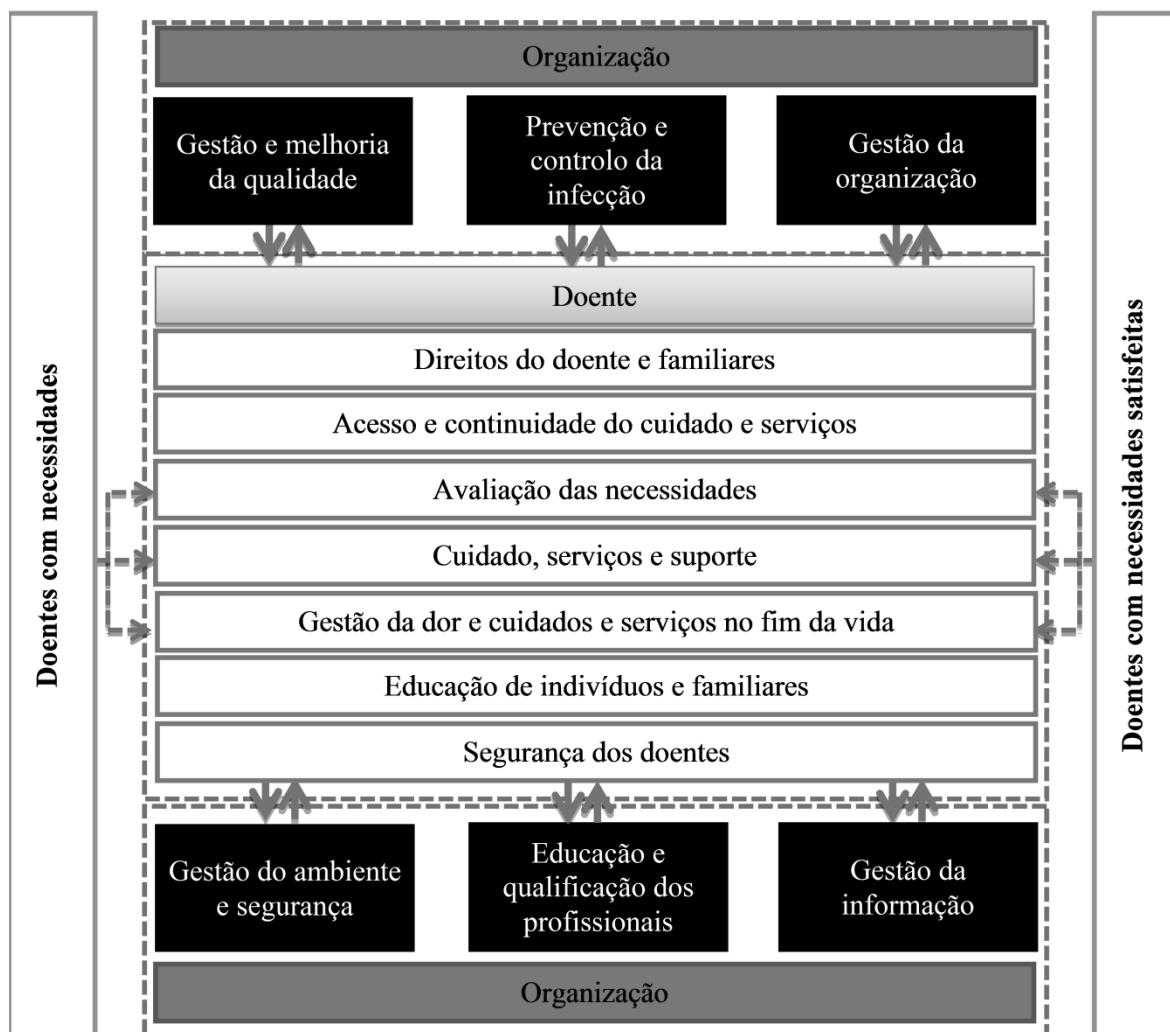 Doentes com necessidades
Organização
Gestão e melhoria
da qualidade
Prevenção e
controlo da
infecção
Gestão da
organização
Doente
Direitos do doente e familiares
Acesso e continuidade do cuidado e serviços
Avaliação das necessidades
Cuidado, serviços e suporte
Gestão da dor e cuidados e serviços no fim da vida
Educação de indivíduos e familiares
Segurança dos doentes
Gestão do ambiente
e segurança
Educação e
qualificação dos
profissionais
Gestão da
informação
Organização
Doentes com necessidades satisfeitas